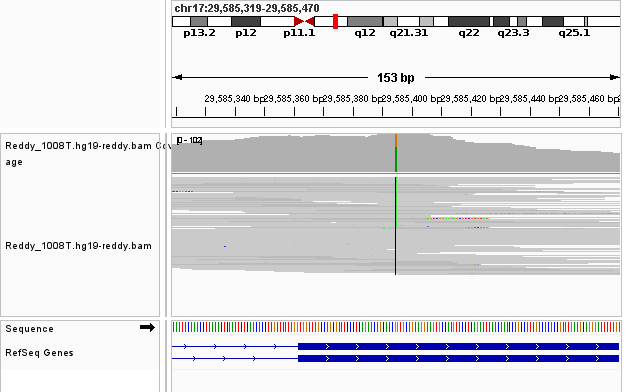 chr17:29,585,319-29,585,470
p13.2 p12 p11.1 q12 q21.31 q22 q23.3 q25.1
153 bp
29,585,340 bp 29,585,360 bp 29,585,380 bp 29,585,400 bp 29,585,420 bp 29,585,440 bp 29,585,460 bp
[0 - 102]
Reddy_1008T.hg19-reddy.bam Cov
age
Reddy_1008T.hg19-reddy.bam
Sequence
RefSeq Genes